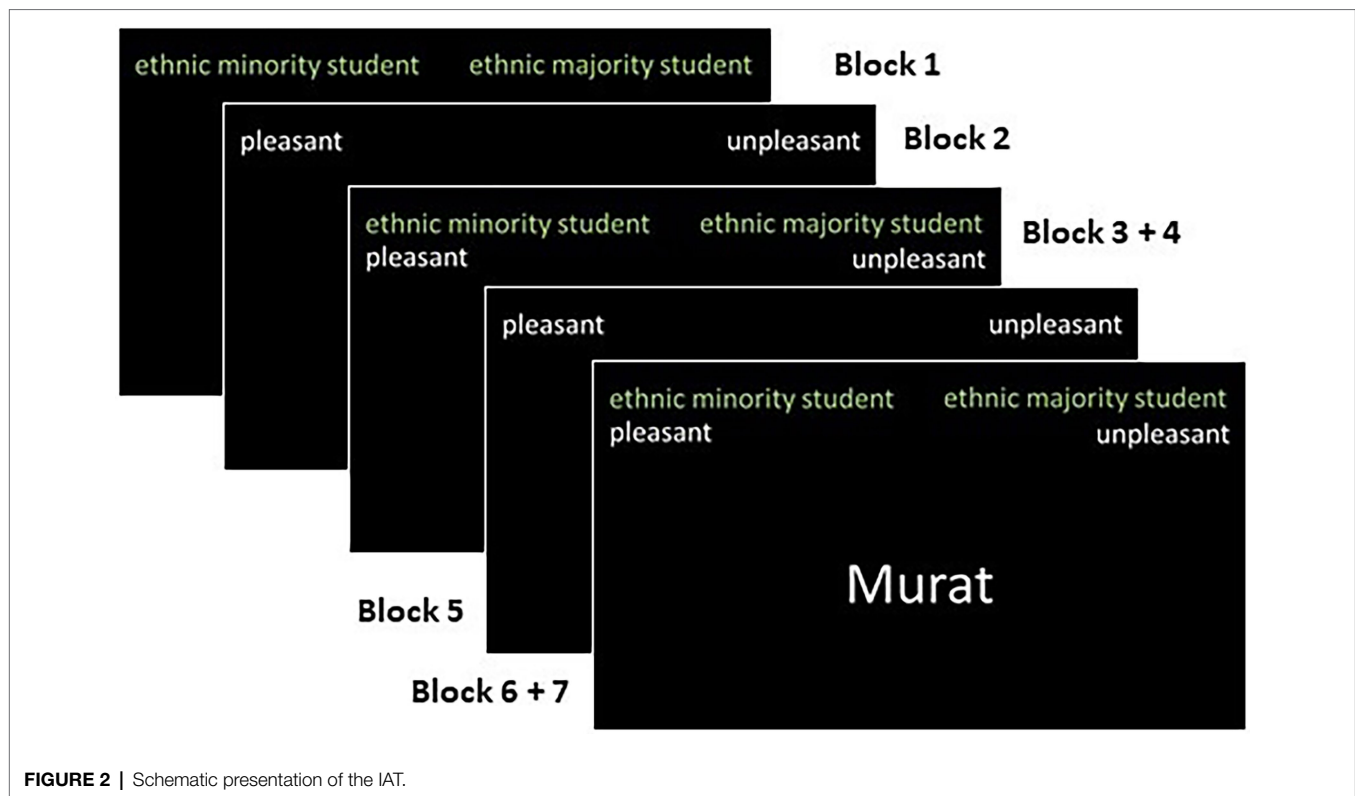 ethnic minority student ethnic majority student Block 1
pleasant unpleasant Block 2
ethnic minority student ethnic majority student Block 3 + 4
pleasant unpleasant
pleasant unpleasant
ethnic minority student ethnic majority student
pleasant unpleasant
Murat
Block 5
Block 6 + 7
FIGURE 2 | Schematic presentation of the IAT.